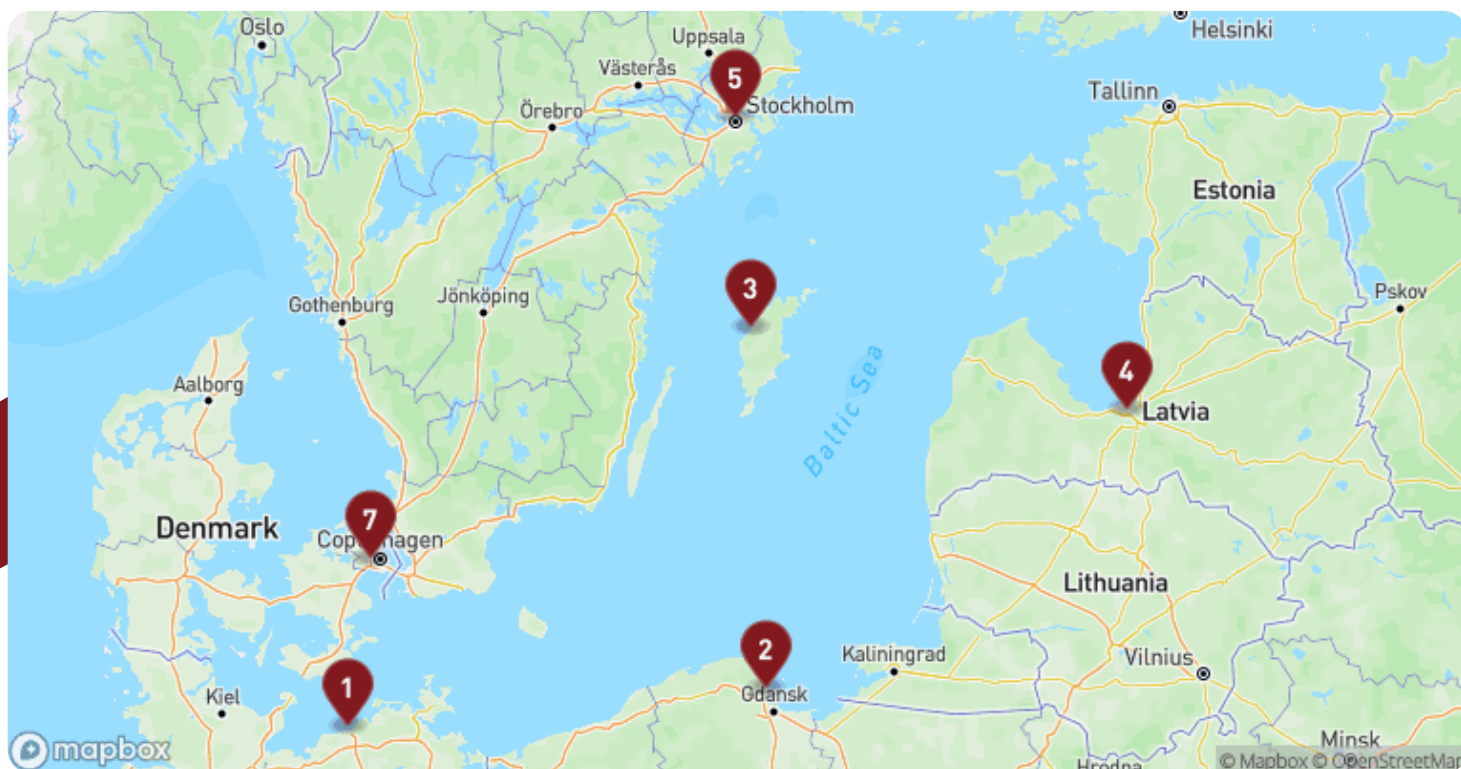 Oslo
Helsinki
Uppsala
Västerås
5
Stockholm
Örebro
Tallinn
Estonia
3
Gothenburg
Jönköping
Pskov
Aalborg
4
Latvia
Baltic Sea
7
Copenhagen
Denmark
Lithuania
2
Kaliningrad
Vilnius
1
Kiel
Gdansk
mapbox
Minsk
Hrodna
© Mapbox © OpenStreetMap